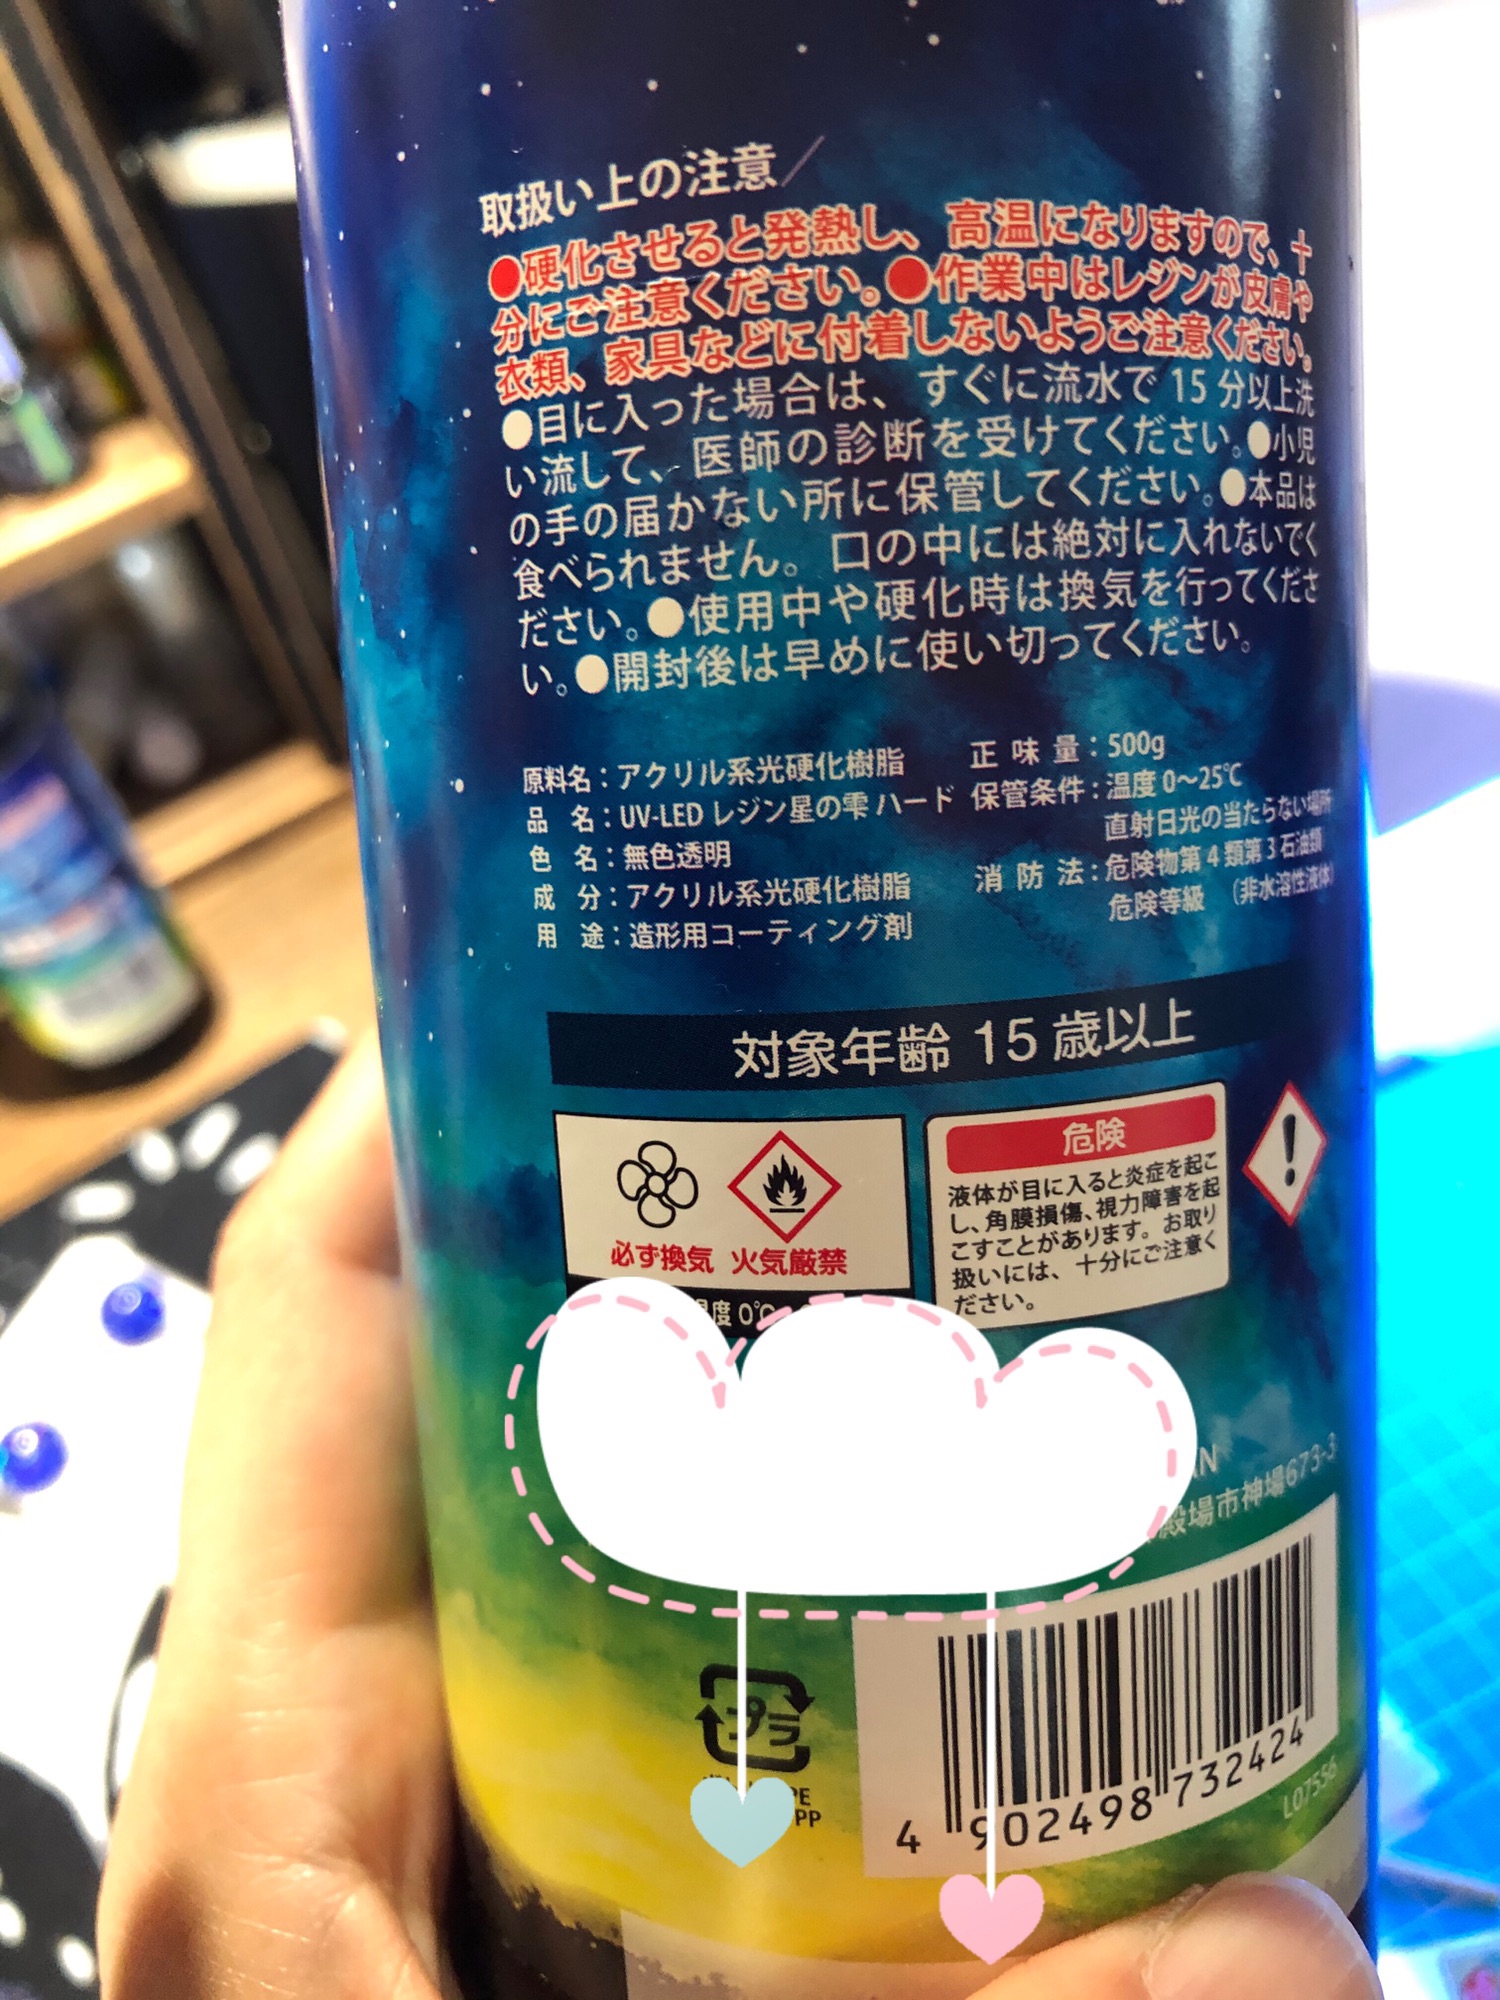 取扱い上の注意
●硬化させると発熱し、高温になりますので、十
分にご注意ください。●作業中はレジンが皮膚や
衣類、家具などに付着しないようご注意ください。
●目に入った場合は、すぐに流水で15分以上洗
い流して、医師の診断を受けてください。●小児
の手の届かない所に保管してください。●本品は
食べられません。口の中には絶対に入れないでく
ださい。●使用中や硬化時は換気を行ってくださ
い。●開封後は早めに使い切ってください。
原料名：アクリル系光硬化樹脂
品 名：UV-LEDレジン星の雫 ハード
色 名：無色透明
成 分：アクリル系光硬化樹脂
用 途：造形用コーティング剤
正 味 量：500g
保管条件：温度0〜25℃
直射日光の当たらない場所
消 防 法：危険物第4類第3石油類
危険等級 （非水溶性液体）
対象年齢 15歳以上
必ず換気 火気厳禁
度 0℃
危険
液体が目に入ると炎症を起こ
し、角膜損傷、視力障害を起
こすことがあります。お取り
扱いには、十分にご注意く
ださい。
殿場市神場673-3
プラ
PE
PP
4 902498 732424
L07556